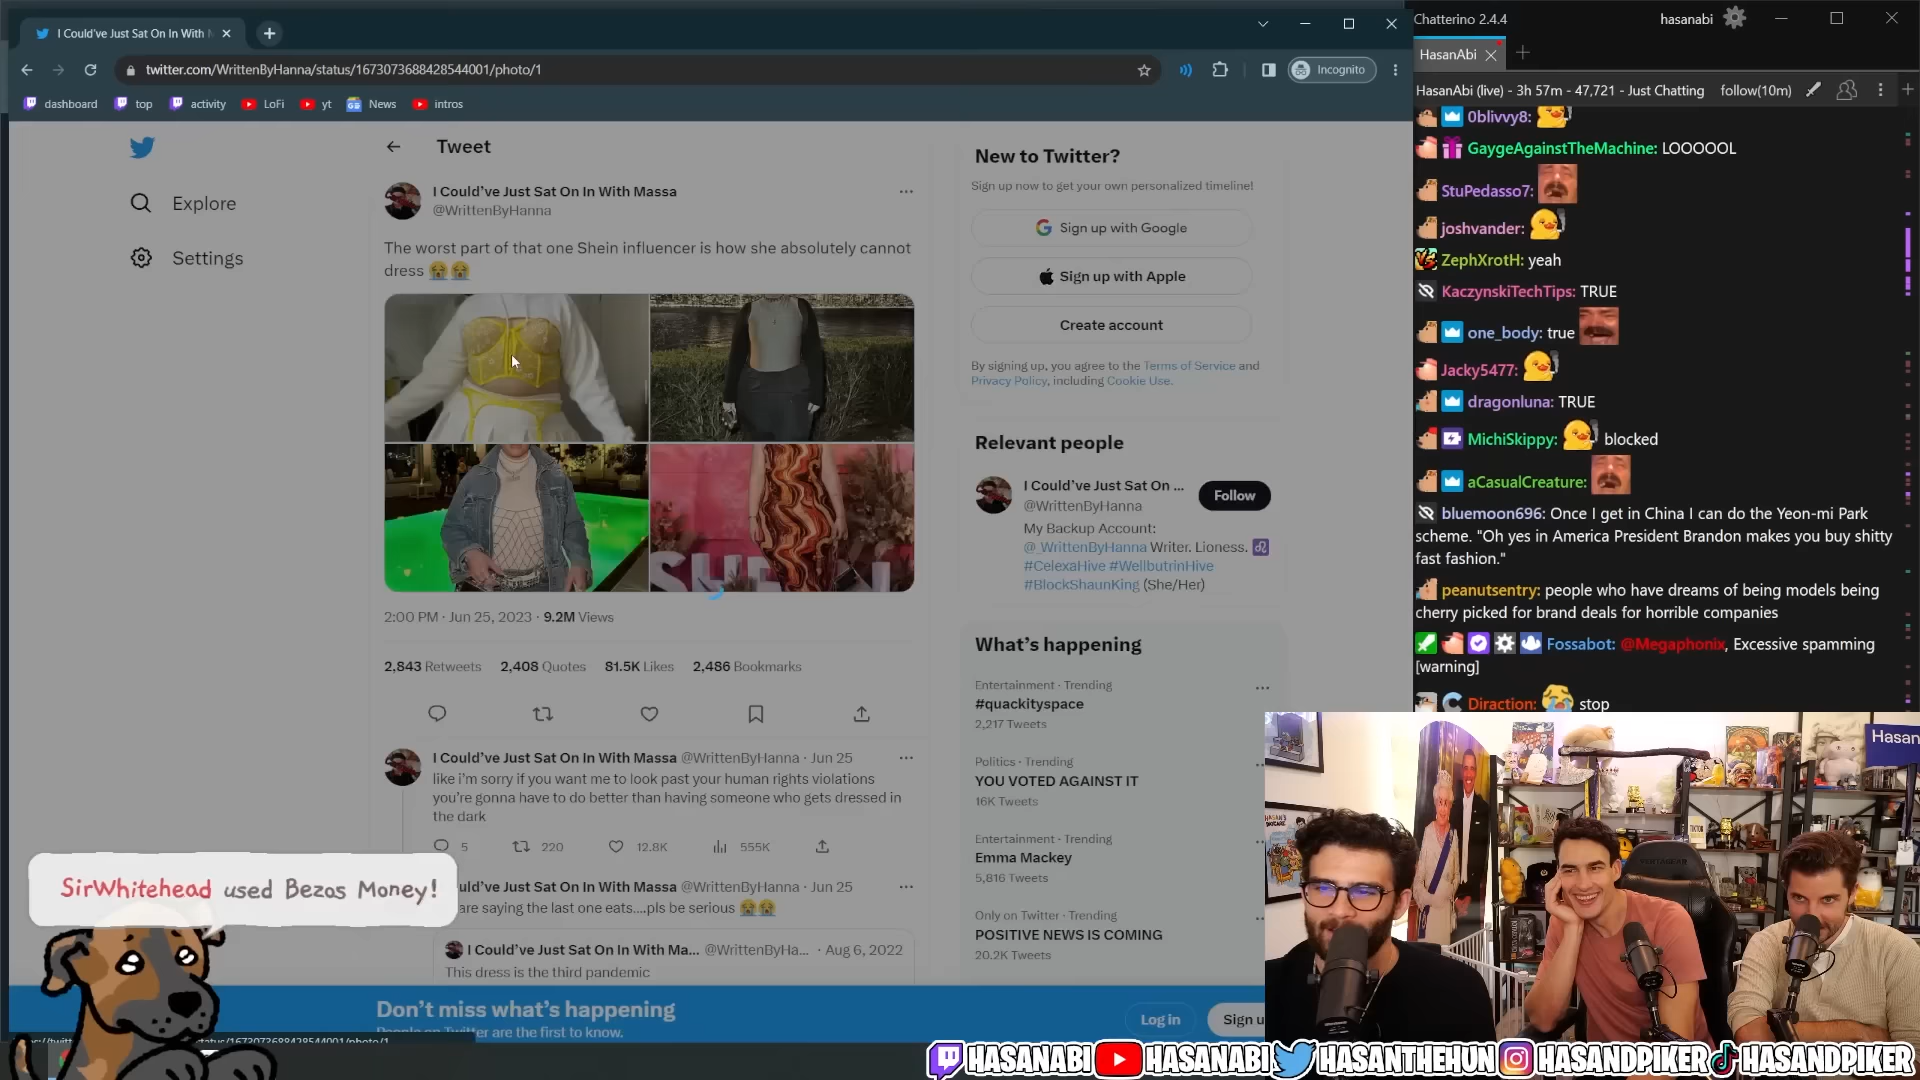 I Could've Just Sat On In With
twitter.com/WrittenByHanna/status/1673073688428544001/photo/1
Incognito
dashboard
top
activity
LoFi
yt
News
intros
Explore
Settings
Tweet
I Could've Just Sat On In With Massa
@WrittenByHanna
The worst part of that one Shein influencer is how she absolutely cannot
dress 😭😭
2:00 PM · Jun 25, 2023 · 9.2M Views
2,843 Retweets 2,408 Quotes 81.5K Likes 2,486 Bookmarks
I Could've Just Sat On In With Massa @WrittenByHanna · Jun 25
like i'm sorry if you want me to look past your human rights violations
you're gonna have to do better than having someone who gets dressed in
the dark
5 220 12.8K 555K
uld've Just Sat On In With Massa @WrittenByHanna · Jun 25
are saying the last one eats....pls be serious 😭😭
I Could've Just Sat On In With Ma... @WrittenByHa... · Aug 6, 2022
This dress is the third pandemic
Don't miss what's happening
People on Twitter are the first to know.
Log in
Sign u
SirWhitehead used Bezos Money!
New to Twitter?
Sign up now to get your own personalized timeline!
Sign up with Google
Sign up with Apple
Create account
By signing up, you agree to the Terms of Service and
Privacy Policy, including Cookie Use.
Relevant people
I Could've Just Sat On ...
@WrittenByHanna
Follow
My Backup Account:
@_WrittenByHanna Writer. Lioness. ♌
#CelexaHive #WellbutrinHive
#BlockShaunKing (She/Her)
What's happening
Entertainment · Trending
#quackityspace
2,217 Tweets
Politics · Trending
YOU VOTED AGAINST IT
16K Tweets
Entertainment · Trending
Emma Mackey
5,816 Tweets
Only on Twitter · Trending
POSITIVE NEWS IS COMING
20.2K Tweets
Chatterino 2.4.4
hasanabi
HasanAbi
HasanAbi (live) - 3h 57m - 47,721 - Just Chatting
follow(10m)
0blivvy8:
GaygeAgainstTheMachine: LOOOOOL
StuPedasso7:
joshvander:
ZephXrotH: yeah
KaczynskiTechTips: TRUE
one_body: true
Jacky5477:
dragonluna: TRUE
MichiSkippy: blocked
aCasualCreature:
bluemoon696: Once I get in China I can do the Yeon-mi Park
scheme. "Oh yes in America President Brandon makes you buy shitty
fast fashion."
peanutsentry: people who have dreams of being models being
cherry picked for brand deals for horrible companies
Fossabot: @Megaphonix, Excessive spamming
[warning]
Diraction: stop
Hasan
HASANABI HASANABI HASANTHEHUN HASANDPIKER HASANDPIKER